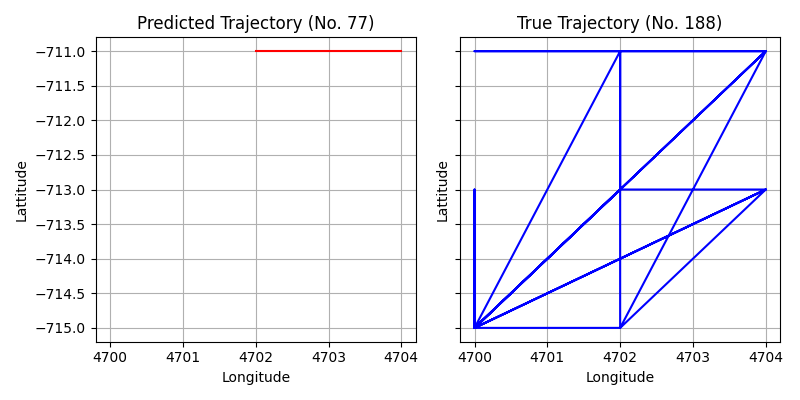 Predicted Trajectory (No. 77)
True Trajectory (No. 188)
−711.0
−711.5
−712.0
−712.5
−713.0
−713.5
−714.0
−714.5
−715.0
Lattitude
Lattitude
4700 4701 4702 4703 4704
4700 4701 4702 4703 4704
Longitude
Longitude